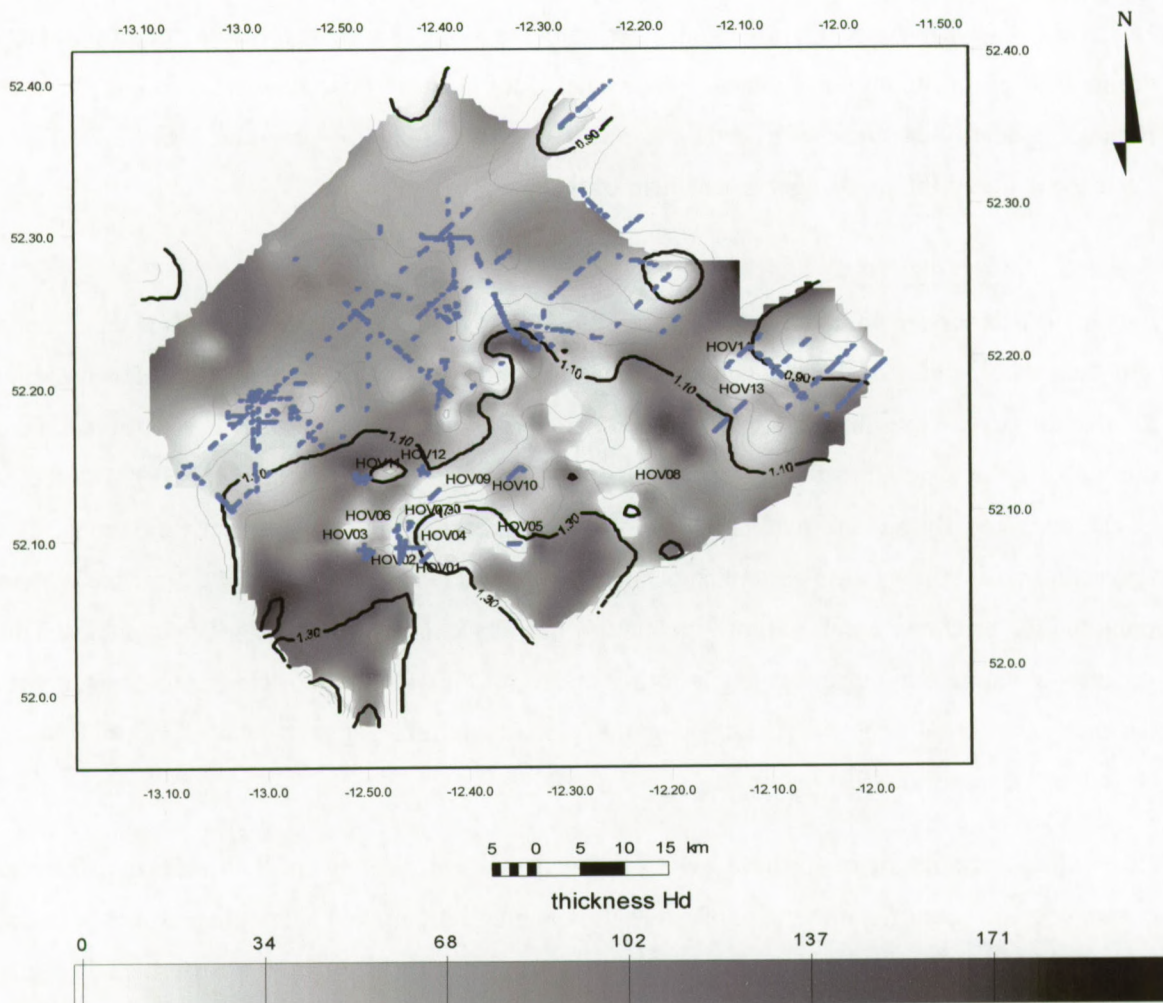 -13.10.0 -13.0.0 -12.50.0 -12.40.0 -12.30.0 -12.20.0 -12.10.0 -12.0.0 -11.50.0
N
52.40.0 52.40.0
0.90
52.30.0 52.30.0
HOV14
52.20.0 1.10 1.10 HOV13 0.90 52.20.0
1.10 HOV12
1.10 HOV11 HOV09 HOV10 HOV08 1.10
HOV06 HOV07 1.30 HOV05 52.10.0
52.10.0 HOV03 HOV04 1.30
HOV02 HOV01
1.30
1.30
52.0.0 52.0.0
-13.10.0 -13.0.0 -12.50.0 -12.40.0 -12.30.0 -12.20.0 -12.10.0 -12.0.0
5 0 5 10 15 km
thickness Hd
0 34 68 102 137 171